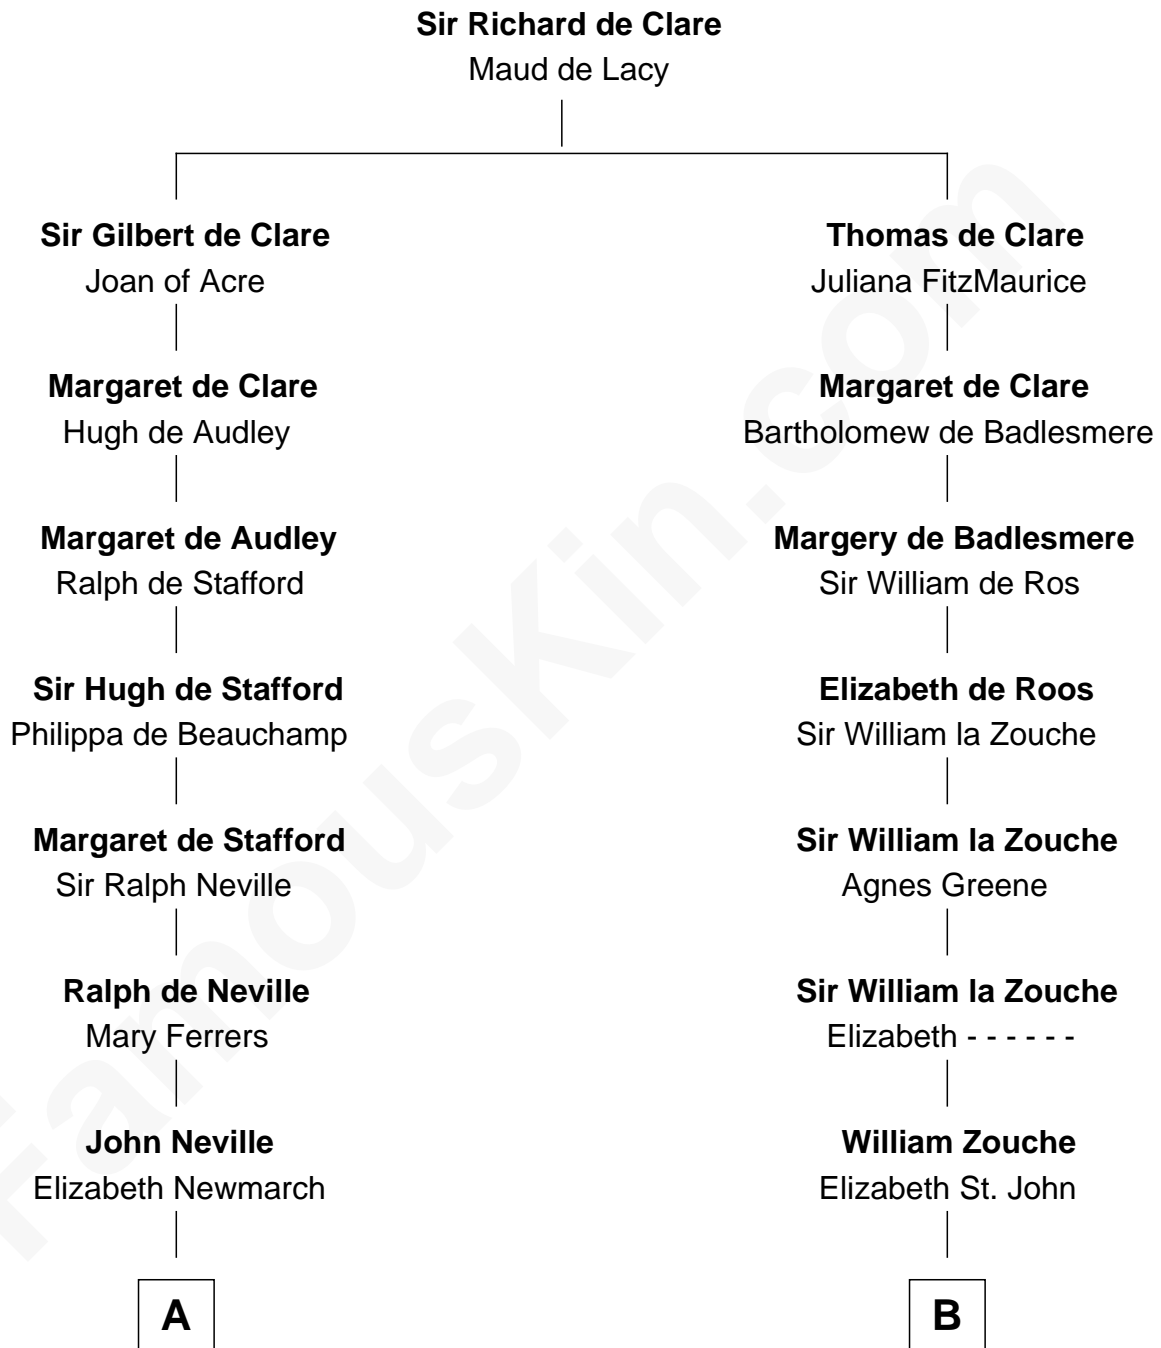 Sir Richard de Clare
Maud de Lacy
Sir Gilbert de Clare
Joan of Acre
Thomas de Clare
Juliana FitzMaurice
Margaret de Clare
Hugh de Audley
Margaret de Clare
Bartholomew de Badlesmere
Margaret de Audley
Ralph de Stafford
Margery de Badlesmere
Sir William de Ros
Sir Hugh de Stafford
Philippa de Beauchamp
Elizabeth de Roos
Sir William la Zouche
Margaret de Stafford
Sir Ralph Neville
Sir William la Zouche
Agnes Greene
Ralph de Neville
Mary Ferrers
Sir William la Zouche
Elizabeth - - - - - -
John Neville
Elizabeth Newmarch
William Zouche
Elizabeth St. John
A
B
FamousKin.com